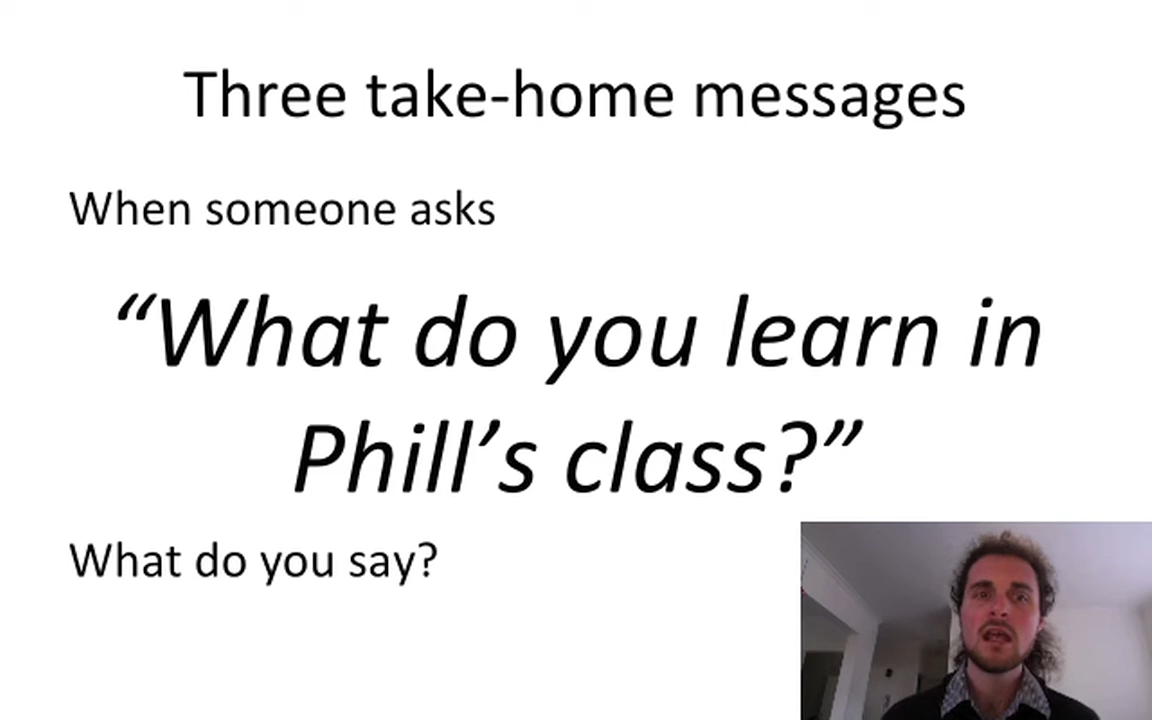 Three take-home messages
When someone asks
“What do you learn in
Phill’s class?”
What do you say?